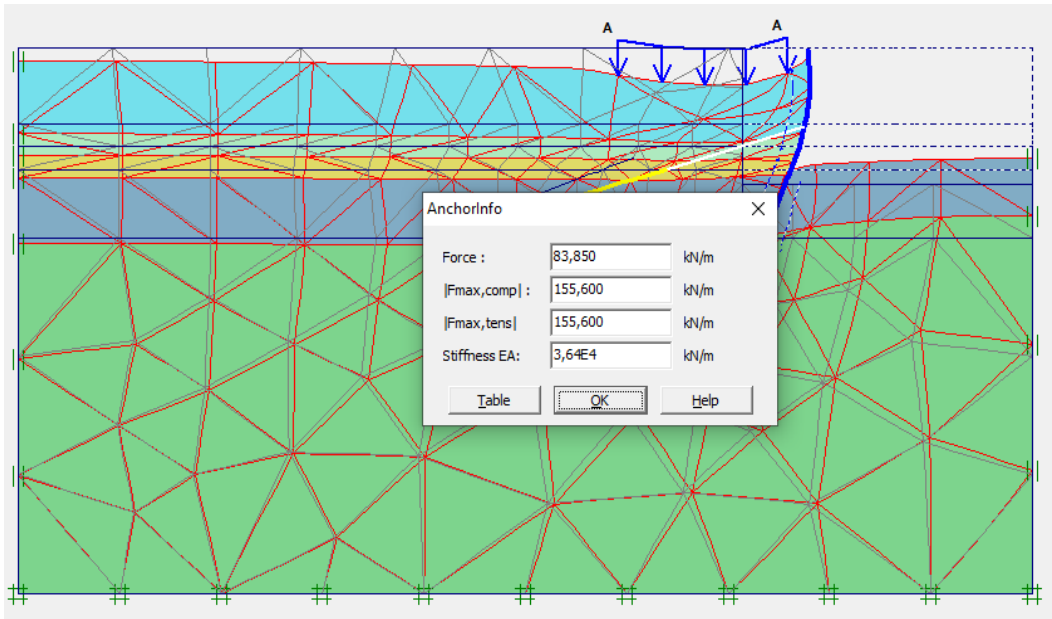 A
A
AnchorInfo
Force : 83,850 kN/m
|Fmax,comp| : 155,600 kN/m
|Fmax,tens| 155,600 kN/m
Stiffness EA: 3,64E4 kN/m
Table OK Help